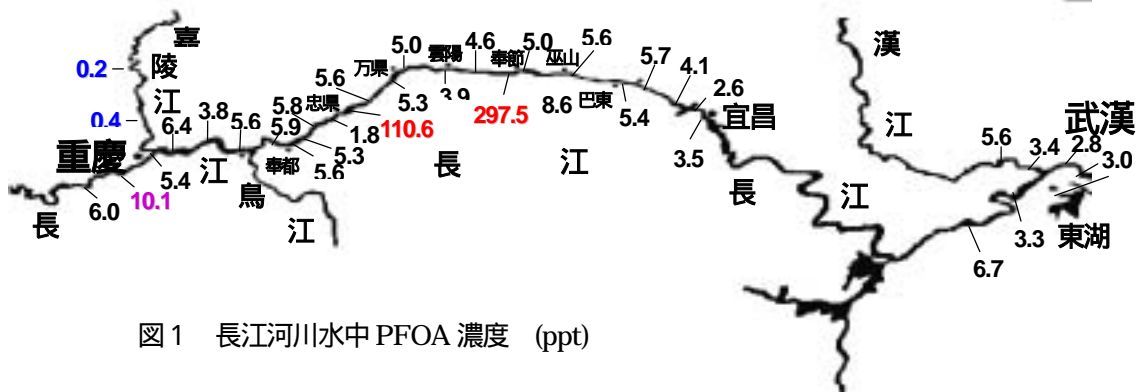 嘉
陵
江
0.2
0.4
重慶
6.4
3.8
5.6
5.4
10.1
6.0
長
江
鳥
江
5.9
奉都
5.6
5.3
5.8
忠県
1.8
5.6
110.6
万県
5.0
5.3
雲陽
3.9
4.6
奉節
297.5
5.0
巫山
5.6
8.6
巴東
5.4
5.7
4.1
2.6
3.5
宜昌
長
江
長
江
漢
江
5.6
3.4
武漢
2.8
3.0
東湖
3.3
6.7
図1 長江河川水中 PFOA 濃度 (ppt)